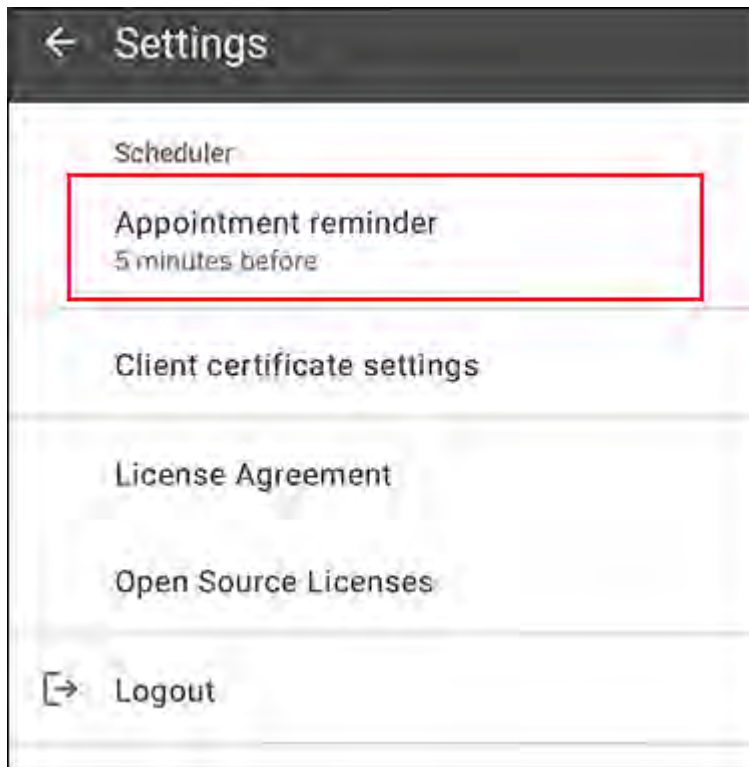 Settings
Scheduler
Appointment reminder
5 minutes before
Client certificate settings
License Agreement
Open Source Licenses
Logout